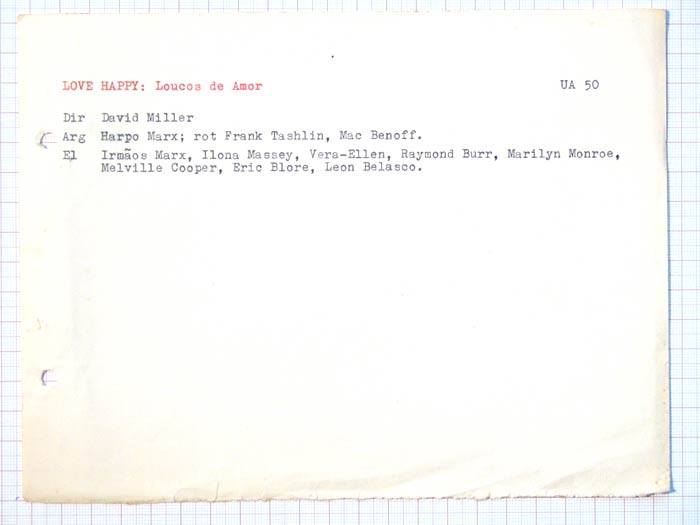 LOVE HAPPY: Loucos de Amor UA 50
Dir David Miller
Arg Harpo Marx; rot Frank Tashlin, Mac Benoff.
El Irmãos Marx, Ilona Massey, Vera-Ellen, Raymond Burr, Marilyn Monroe,
Melville Cooper, Eric Blore, Leon Belasco.